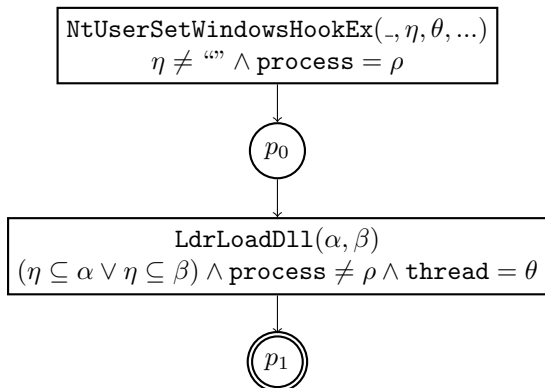 NtUserSetWindowsHookEx(_, η, θ, ...)
η ≠ “” ∧ process = ρ
p₀
LdrLoadDll(α, β)
(η ⊆ α ∨ η ⊆ β) ∧ process ≠ ρ ∧ thread = θ
p₁